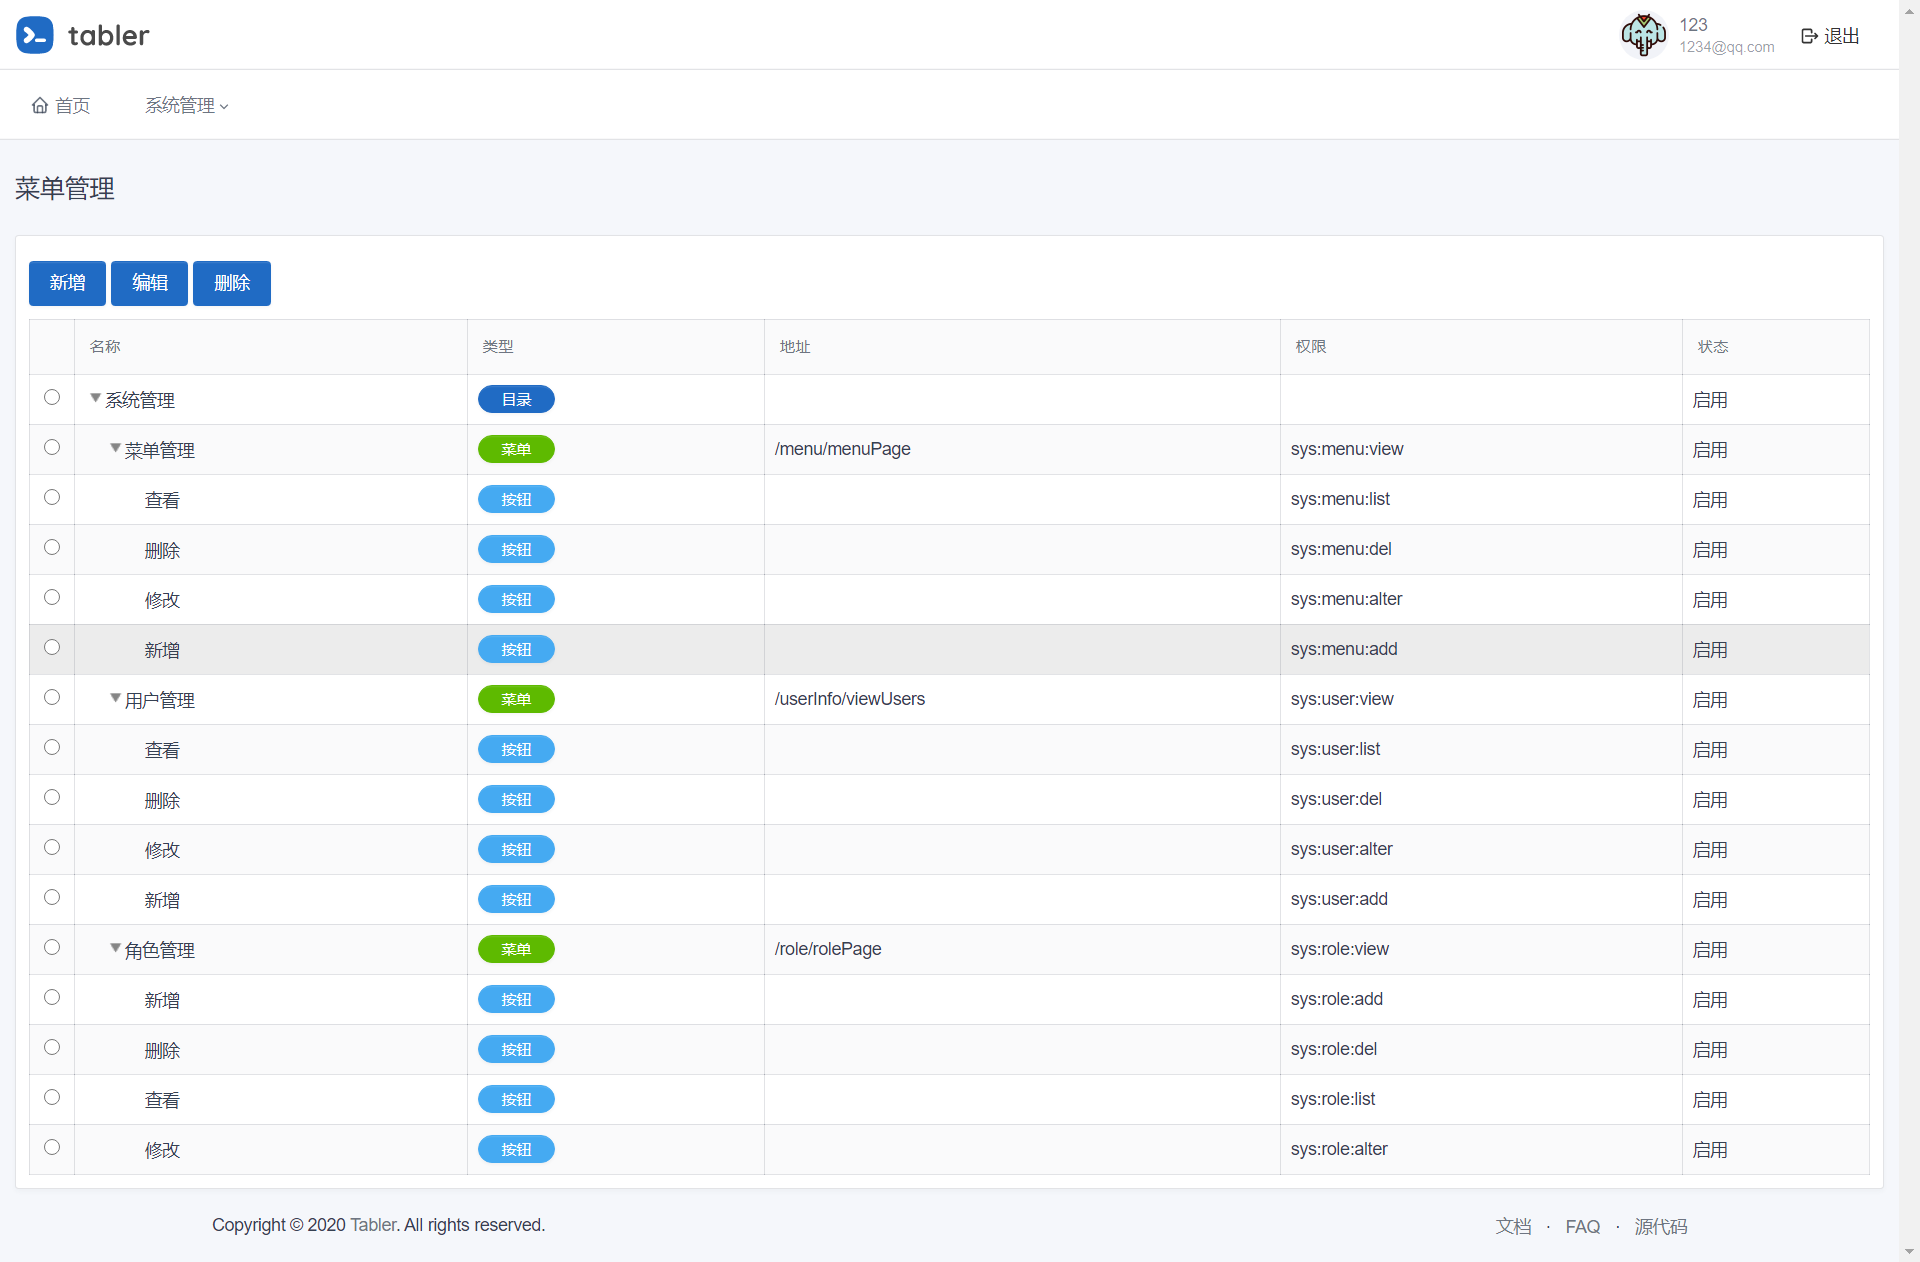 tabler
123
1234@qq.com
退出
首页
系统管理
菜单管理
新增 编辑 删除
名称 类型 地址 权限 状态
系统管理 目录 启用
菜单管理 菜单 /menu/menuPage sys:menu:view 启用
查看 按钮 sys:menu:list 启用
删除 按钮 sys:menu:del 启用
修改 按钮 sys:menu:alter 启用
新增 按钮 sys:menu:add 启用
用户管理 菜单 /userInfo/viewUsers sys:user:view 启用
查看 按钮 sys:user:list 启用
删除 按钮 sys:user:del 启用
修改 按钮 sys:user:alter 启用
新增 按钮 sys:user:add 启用
角色管理 菜单 /role/rolePage sys:role:view 启用
新增 按钮 sys:role:add 启用
删除 按钮 sys:role:del 启用
查看 按钮 sys:role:list 启用
修改 按钮 sys:role:alter 启用
Copyright © 2020 Tabler. All rights reserved.
文档 · FAQ · 源代码